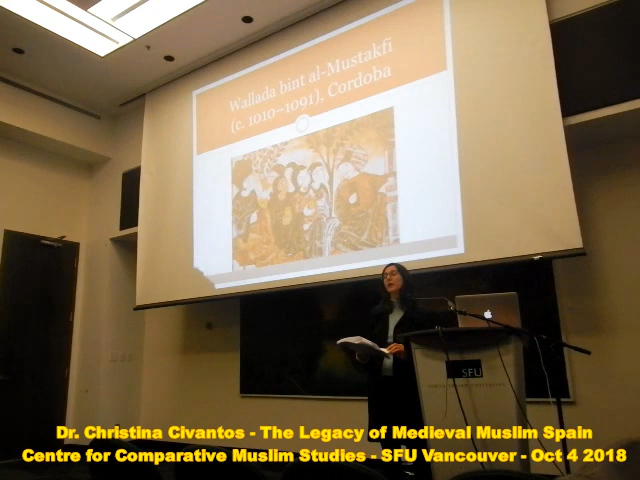 Wallada bint al-Mustakfi
(c. 1010–1091), Cordoba
SFU
Dr. Christina Civantos - The Legacy of Medieval Muslim Spain
Centre for Comparative Muslim Studies - SFU Vancouver - Oct 4 2018